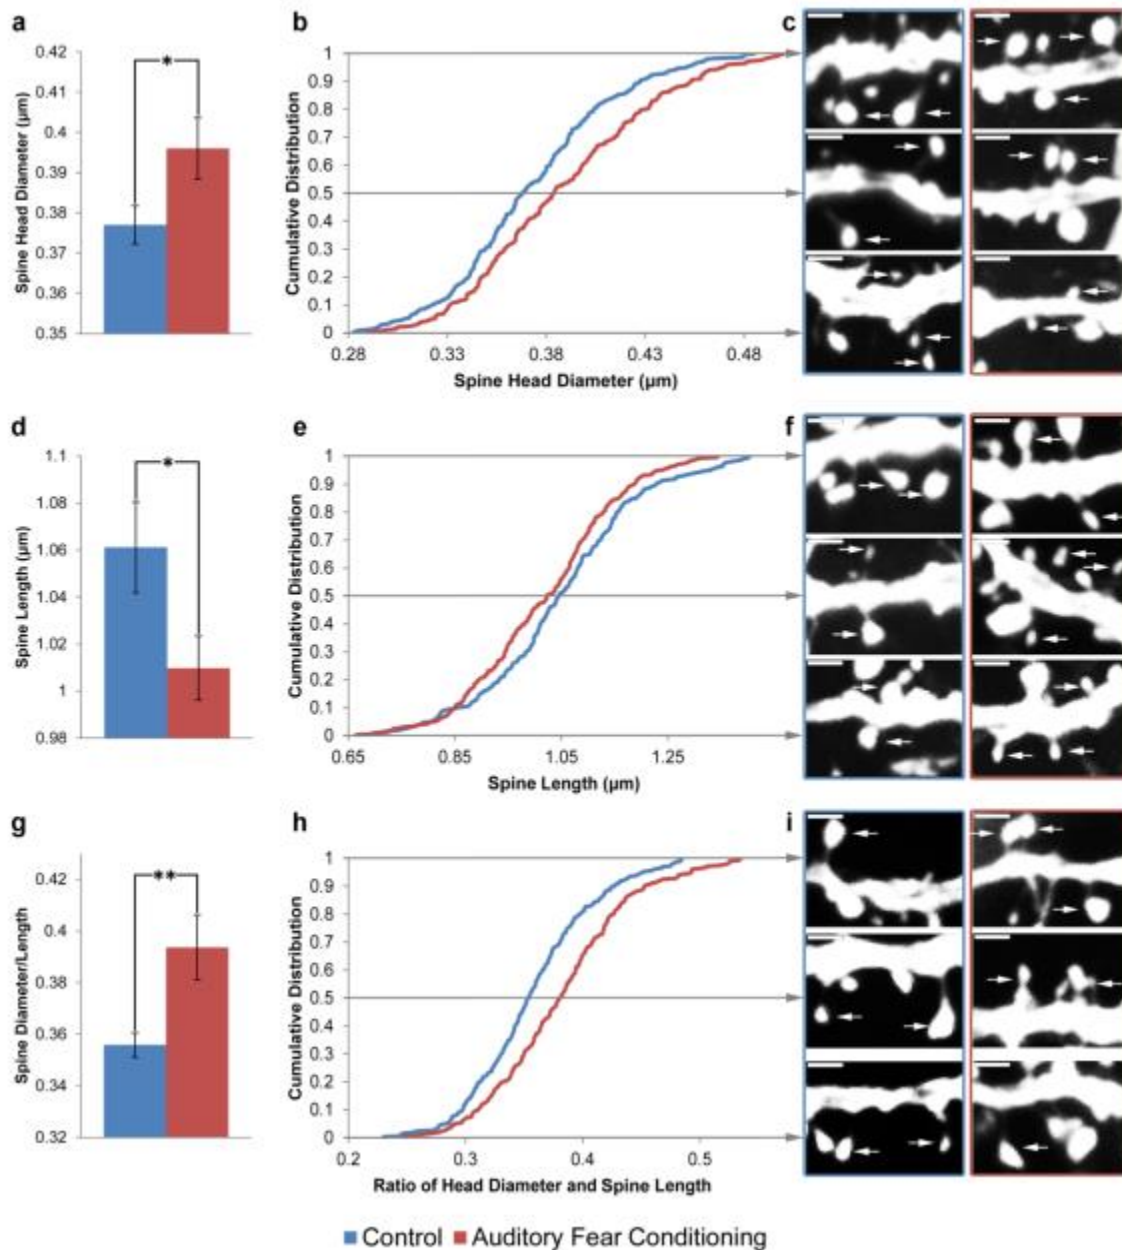 a
0.42
0.41
0.4
0.39
0.38
0.37
0.36
0.35
Spine Head Diameter (µm)
*
b
1
0.9
0.8
0.7
0.6
0.5
0.4
0.3
0.2
0.1
0
Cumulative Distribution
0.28 0.33 0.38 0.43 0.48
Spine Head Diameter (µm)
c
d
1.1
1.08
1.06
1.04
1.02
1
0.98
Spine Length (µm)
*
e
1
0.9
0.8
0.7
0.6
0.5
0.4
0.3
0.2
0.1
0
Cumulative Distribution
0.65 0.85 1.05 1.25
Spine Length (µm)
f
g
0.42
0.4
0.38
0.36
0.34
0.32
Spine Diameter/Length
**
h
1
0.9
0.8
0.7
0.6
0.5
0.4
0.3
0.2
0.1
0
Cumulative Distribution
0.2 0.3 0.4 0.5
Ratio of Head Diameter and Spine Length
i
Control Auditory Fear Conditioning